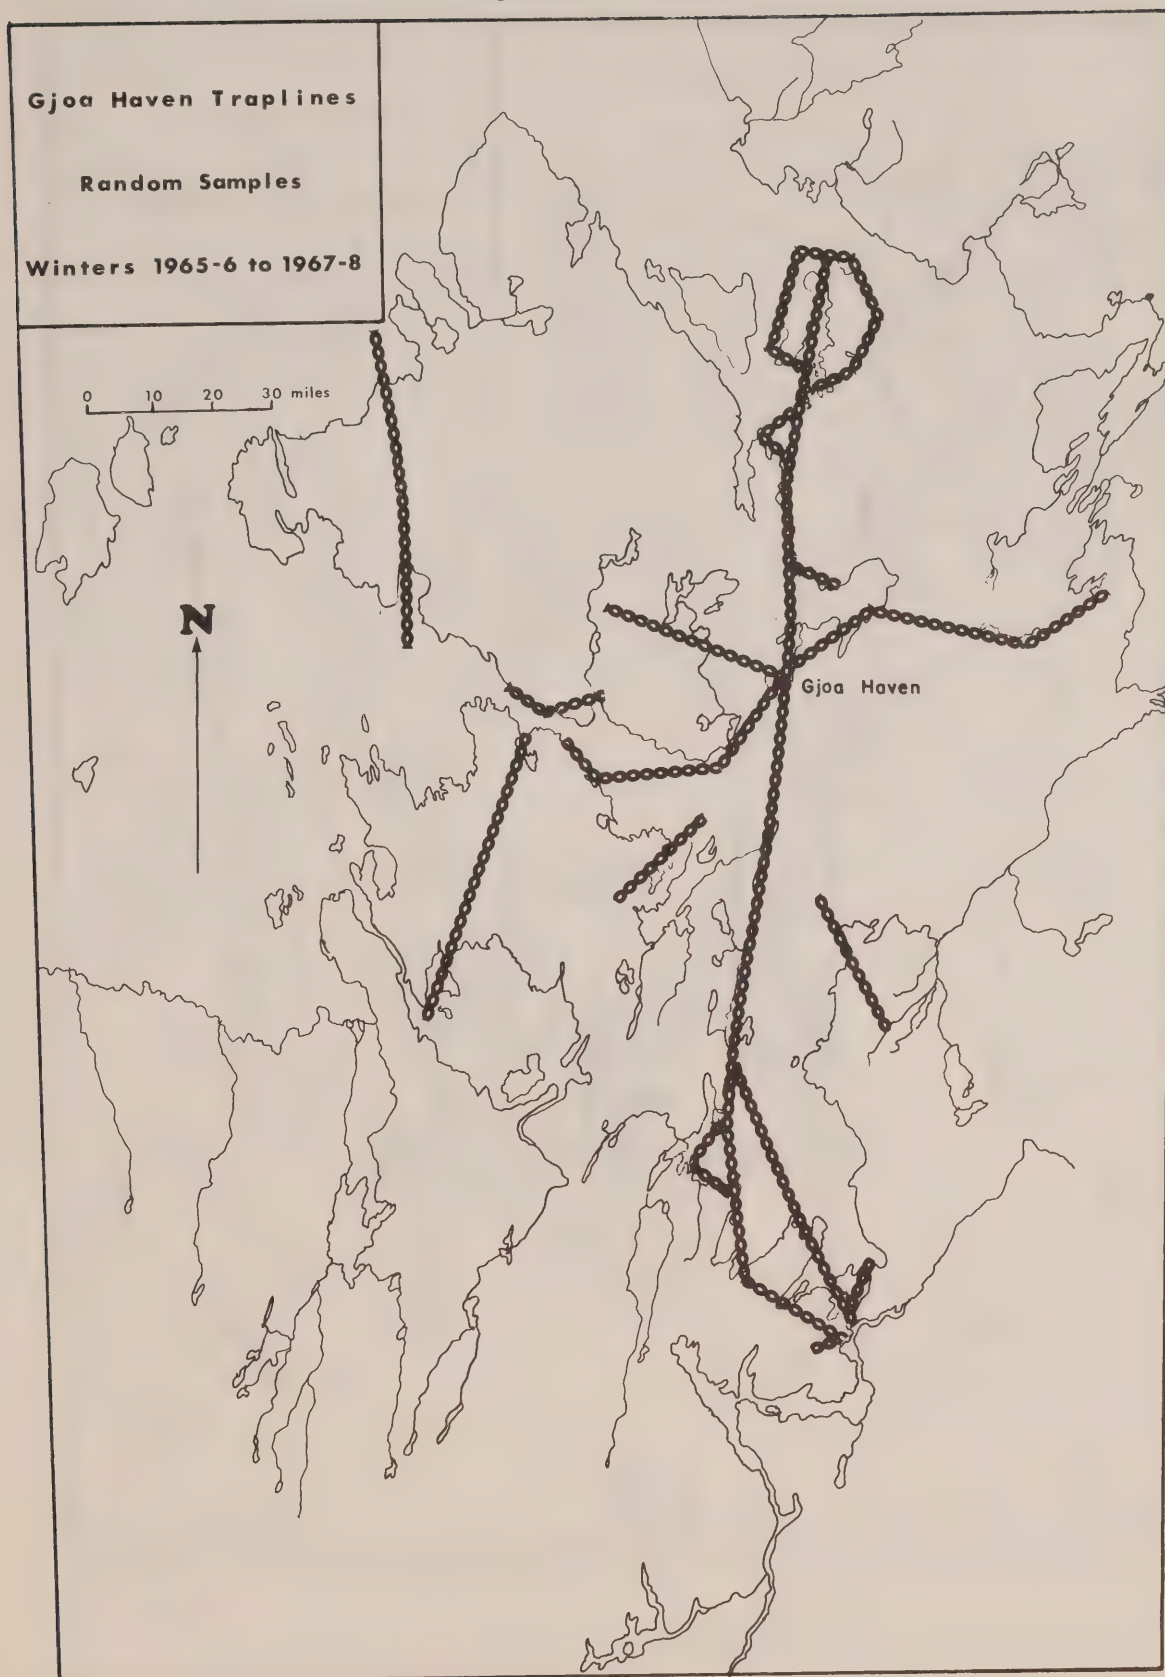 Gjoa Haven Traplines
Random Samples
Winters 1965-6 to 1967-8
0 10 20 30 miles
N
Gjoa Haven